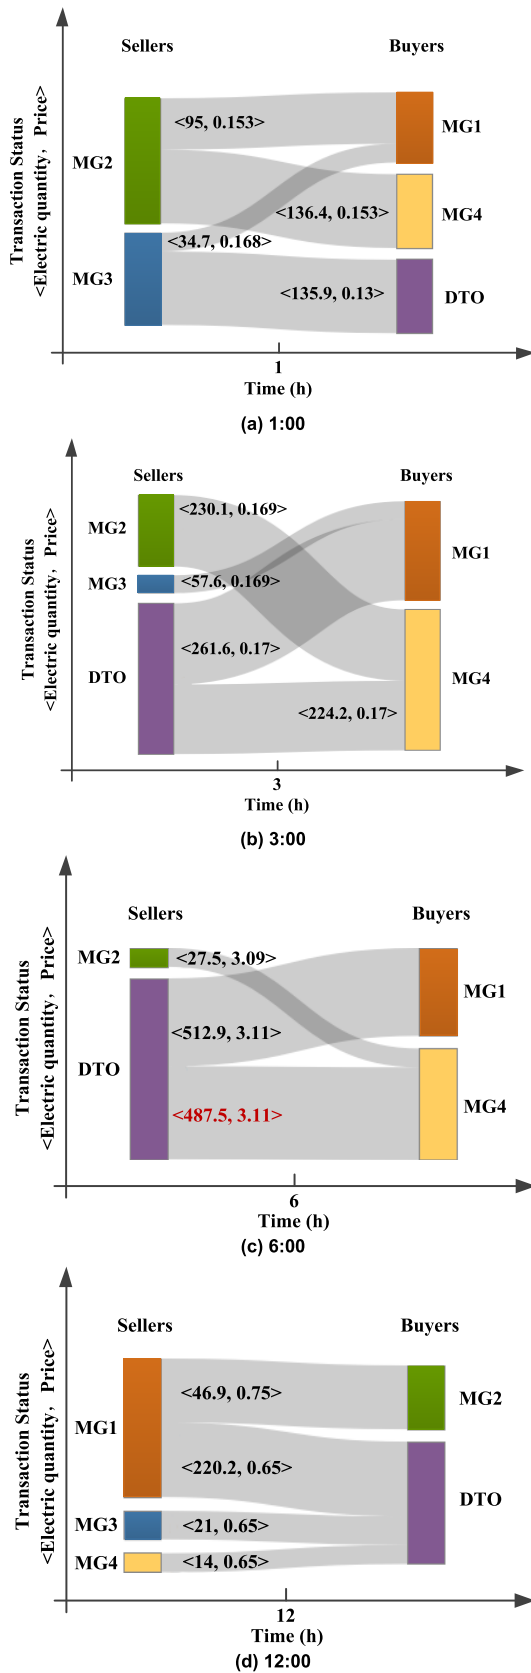 Sellers
Buyers
Transaction Status
<Electric quantity, Price>
MG2
<95, 0.153>
MG1
<136.4, 0.153>
MG4
<34.7, 0.168>
MG3
<135.9, 0.13>
DTO
1
Time (h)
(a) 1:00
Sellers
Buyers
Transaction Status
<Electric quantity, Price>
MG2
<230.1, 0.169>
MG1
MG3
<57.6, 0.169>
<261.6, 0.17>
DTO
MG4
<224.2, 0.17>
3
Time (h)
(b) 3:00
Sellers
Buyers
Transaction Status
<Electric quantity, Price>
MG2
<27.5, 3.09>
MG1
<512.9, 3.11>
DTO
MG4
<487.5, 3.11>
6
Time (h)
(c) 6:00
Sellers
Buyers
Transaction Status
<Electric quantity, Price>
<46.9, 0.75>
MG2
MG1
<220.2, 0.65>
DTO
MG3
<21, 0.65>
MG4
<14, 0.65>
12
Time (h)
(d) 12:00